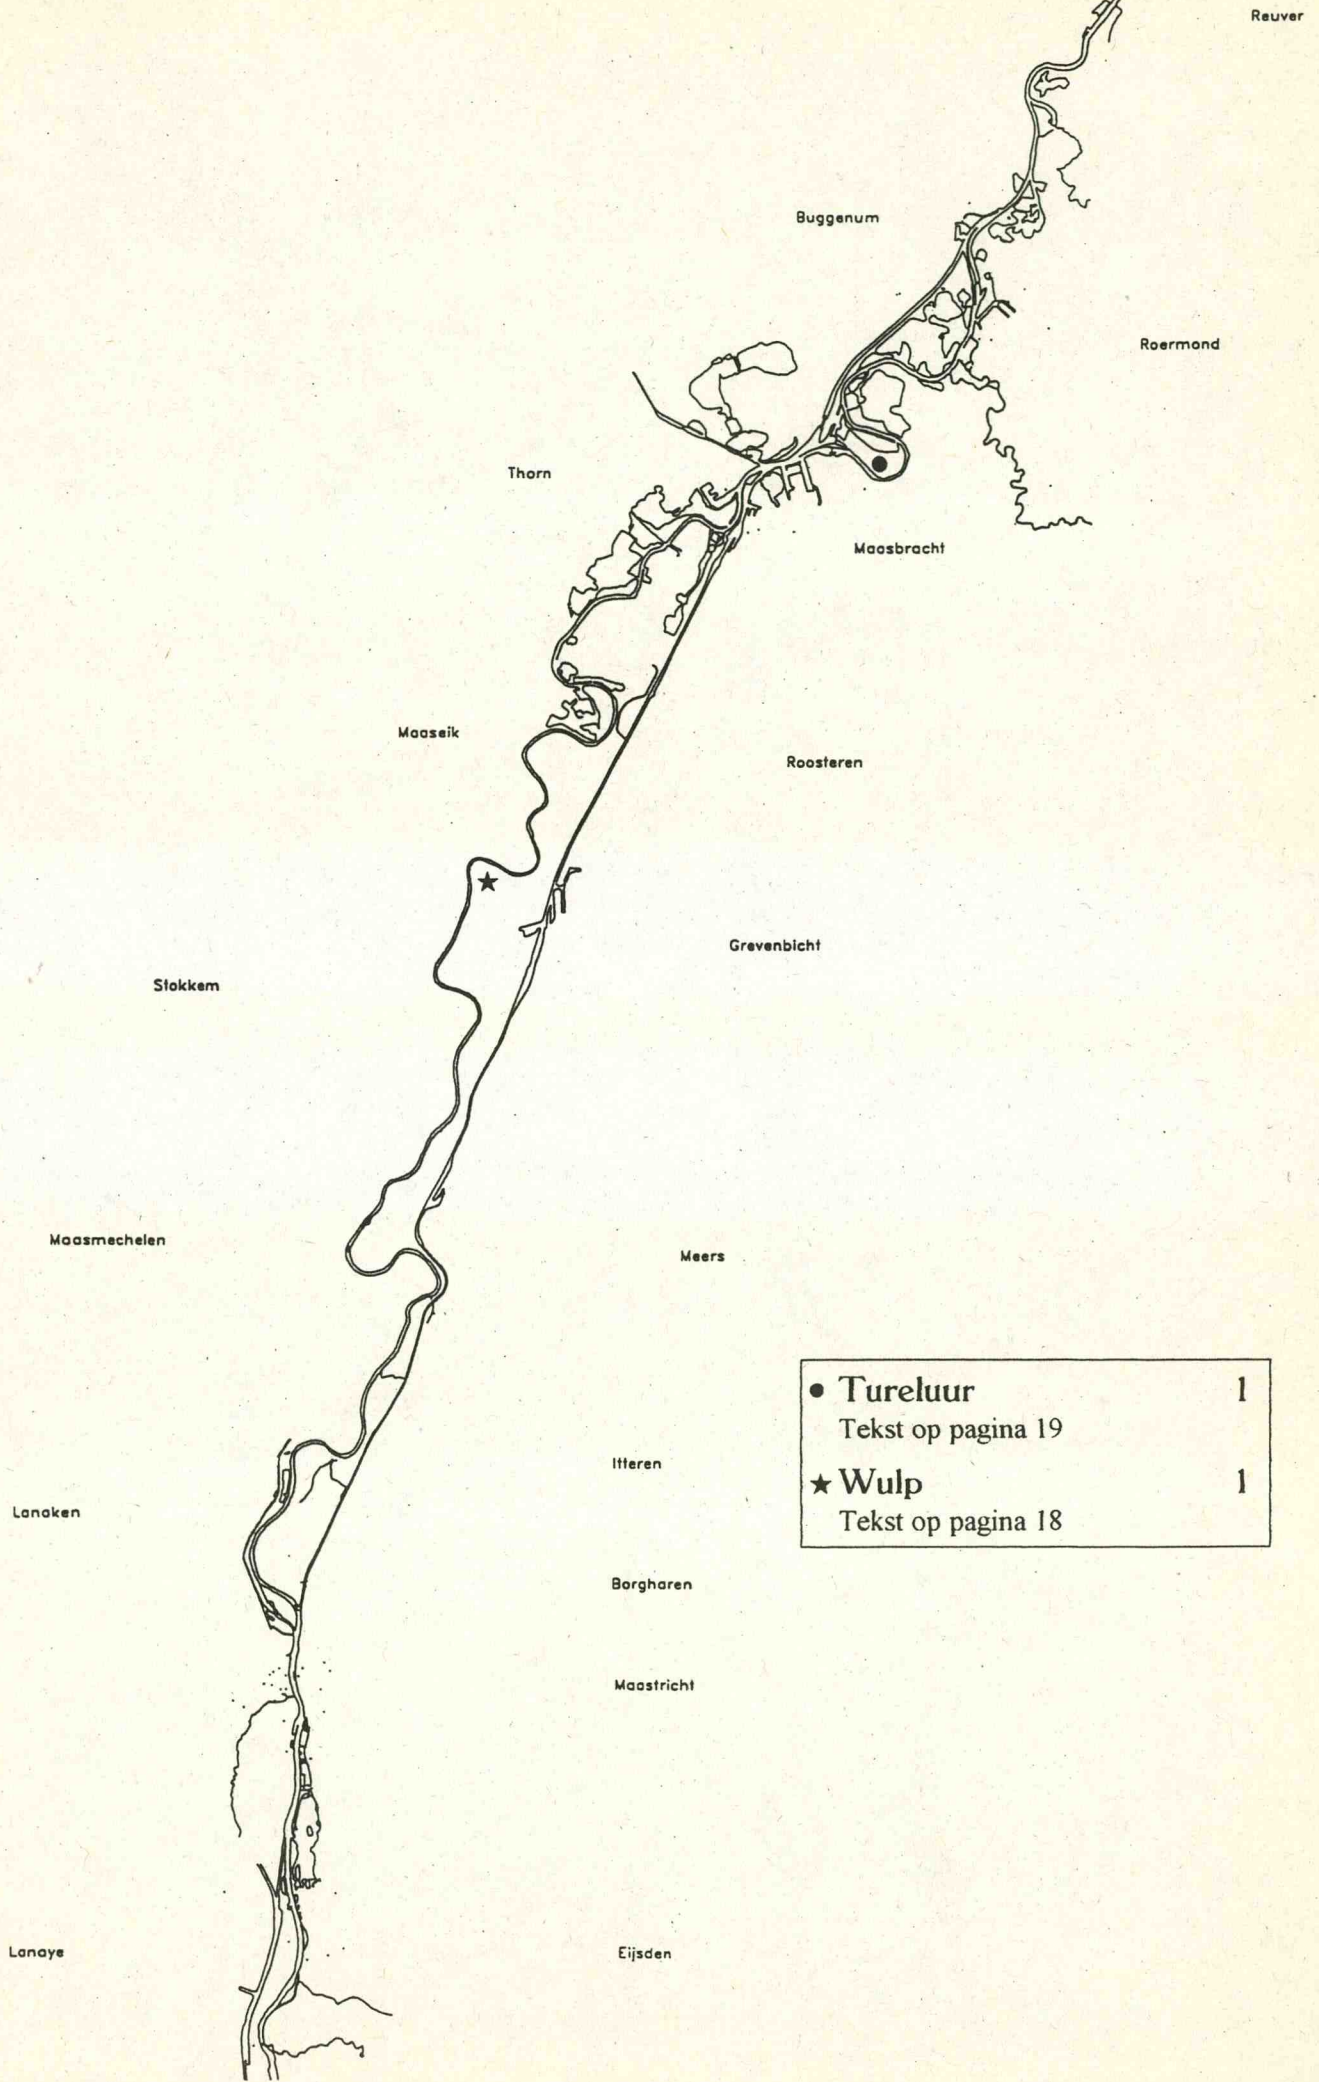 Reuver
Buggenum
Roermond
Thorn
Maasbracht
Maaseik
Roosteren
Grevenbicht
Stokkem
Maasmechelen
Meers
● Tureluur 1
Tekst op pagina 19
★ Wulp 1
Tekst op pagina 18
Itteren
Lanaken
Borgharen
Maastricht
Lanaye
Eijsden